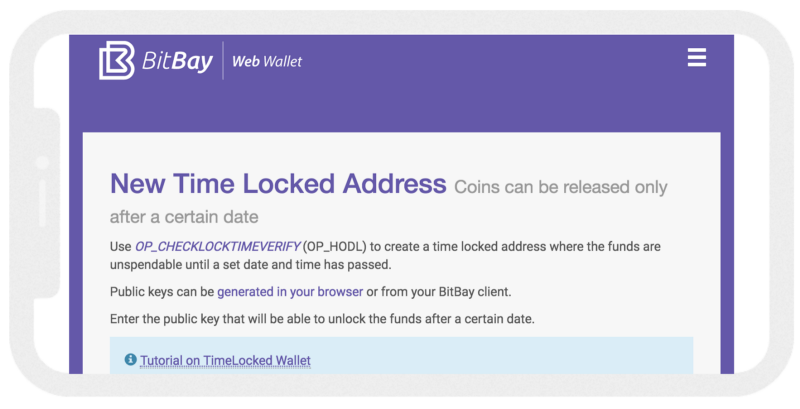 BitBay Web Wallet
New Time Locked Address Coins can be released only
after a certain date
Use OP_CHECKLOCKTIMEVERIFY (OP_HODL) to create a time locked address where the funds are
unspendable until a set date and time has passed.
Public keys can be generated in your browser or from your BitBay client.
Enter the public key that will be able to unlock the funds after a certain date.
Tutorial on TimeLocked Wallet